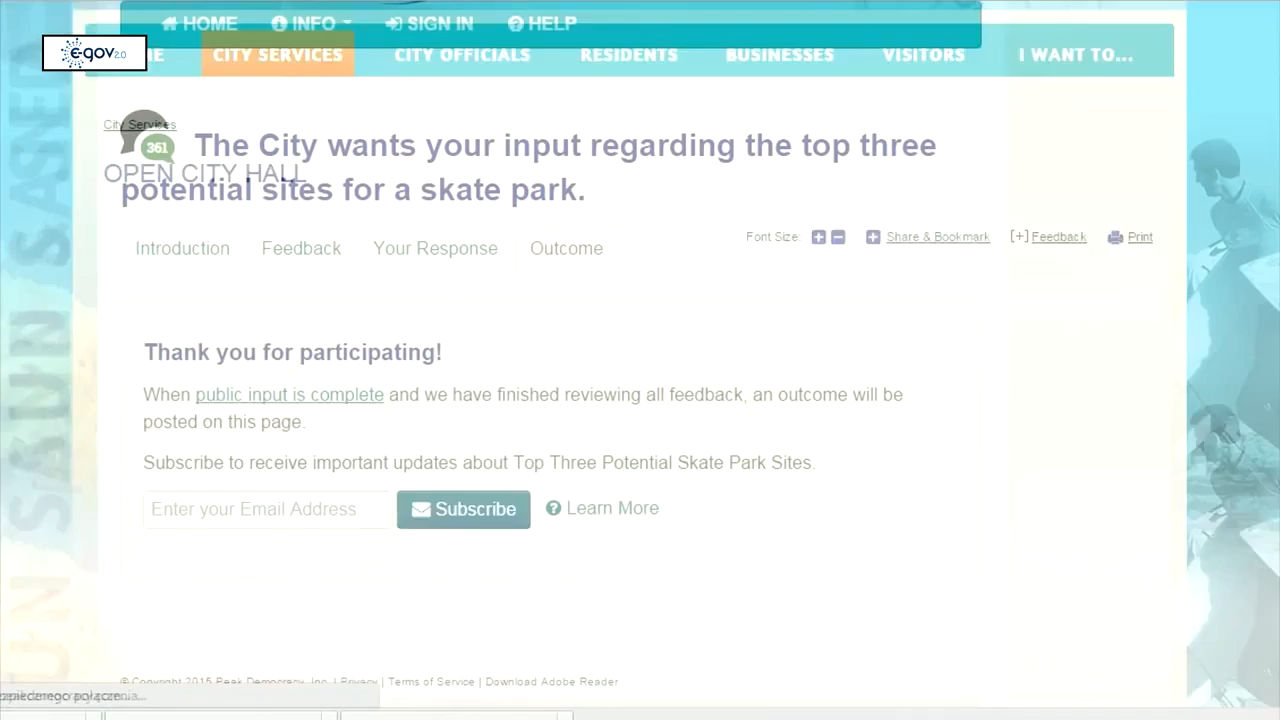 HOME INFO SIGN IN HELP
e-gov 2.0
CITY SERVICES CITY OFFICIALS RESIDENTS BUSINESSES VISITORS I WANT TO...
City Services
361
The City wants your input regarding the top three
OPEN CITY HALL
potential sites for a skate park.
Font Size: Share & Bookmark [+] Feedback Print
Introduction Feedback Your Response Outcome
Thank you for participating!
When public input is complete and we have finished reviewing all feedback, an outcome will be
posted on this page.
Subscribe to receive important updates about Top Three Potential Skate Park Sites.
Enter your Email Address Subscribe Learn More
© Copyright 2015 Peak Democracy, Inc. | Privacy | Terms of Service | Download Adobe Reader